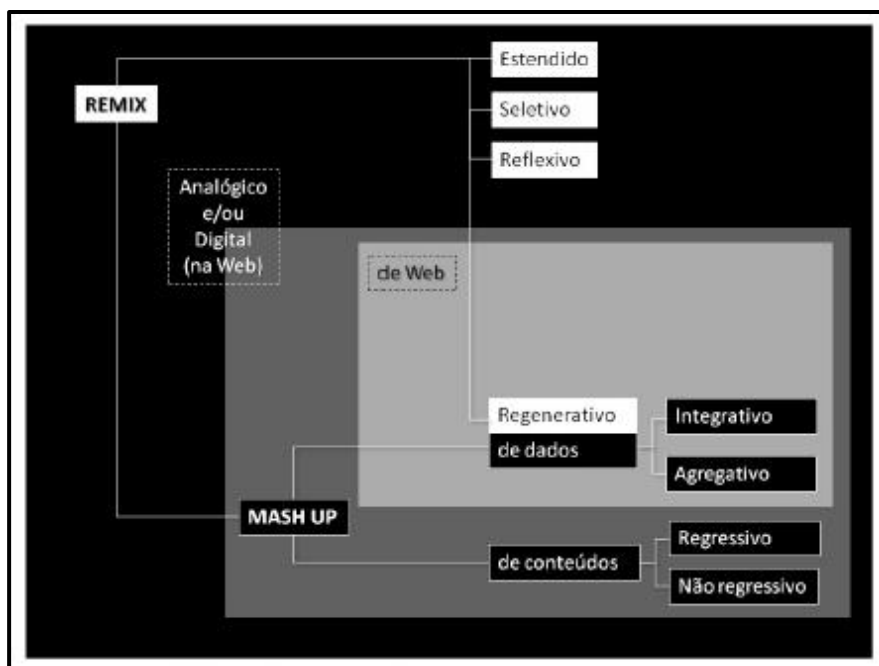 Estendido
REMIX
Seletivo
Reflexivo
Analógico
e/ou
Digital
(na Web)
de Web
Regenerativo
de dados
Integrativo
Agregativo
MASH UP
de conteúdos
Regressivo
Não regressivo